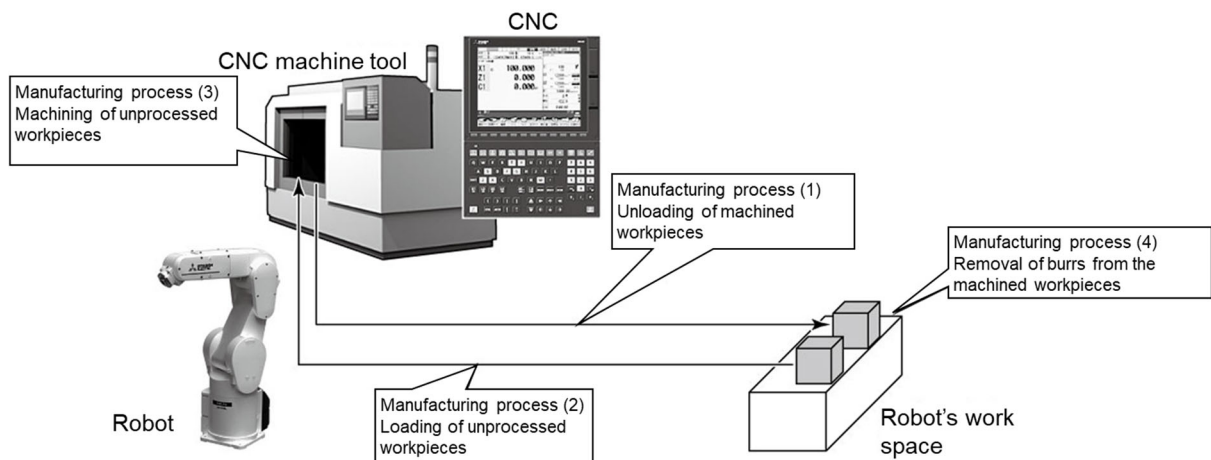 CNC
CNC machine tool
Manufacturing process (3)
Machining of unprocessed
workpieces
X1 100.000
Z1 0.000
C1 0.000
Manufacturing process (1)
Unloading of machined
workpieces
Manufacturing process (4)
Removal of burrs from the
machined workpieces
Robot
Manufacturing process (2)
Loading of unprocessed
workpieces
Robot's work
space